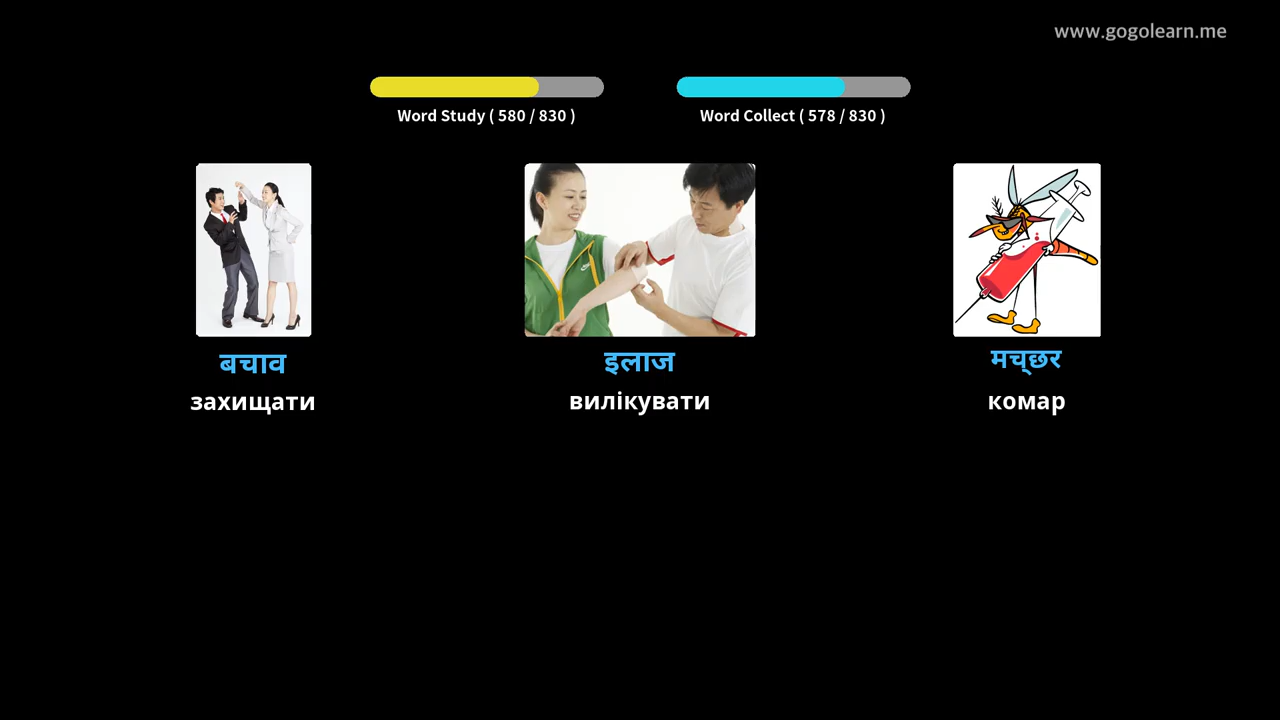 www.gogolearn.me
Word Study ( 580 / 830 )
Word Collect ( 578 / 830 )
बचाव
इलाज
मच्छर
захищати
вилікувати
комар